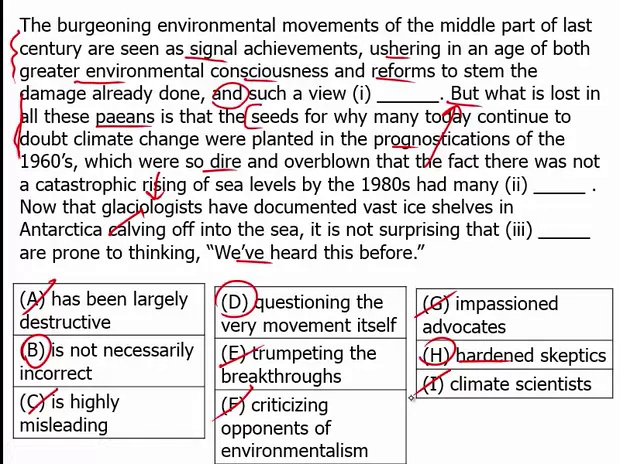 The burgeoning environmental movements of the middle part of last
century are seen as signal achievements, ushering in an age of both
greater environmental consciousness and reforms to stem the
damage already done, and such a view (i) _______. But what is lost in
all these paeans is that the seeds for why many today continue to
doubt climate change were planted in the prognostications of the
1960's, which were so dire and overblown that the fact there was not
a catastrophic rising of sea levels by the 1980s had many (ii) ______ .
Now that glaciologists have documented vast ice shelves in
Antarctica calving off into the sea, it is not surprising that (iii) ______
are prone to thinking, "We've heard this before."
(A) has been largely
destructive
(B) is not necessarily
incorrect
(C) is highly
misleading
(D) questioning the
very movement itself
(E) trumpeting the
breakthroughs
(F) criticizing
opponents of
environmentalism
(G) impassioned
advocates
(H) hardened skeptics
(I) climate scientists